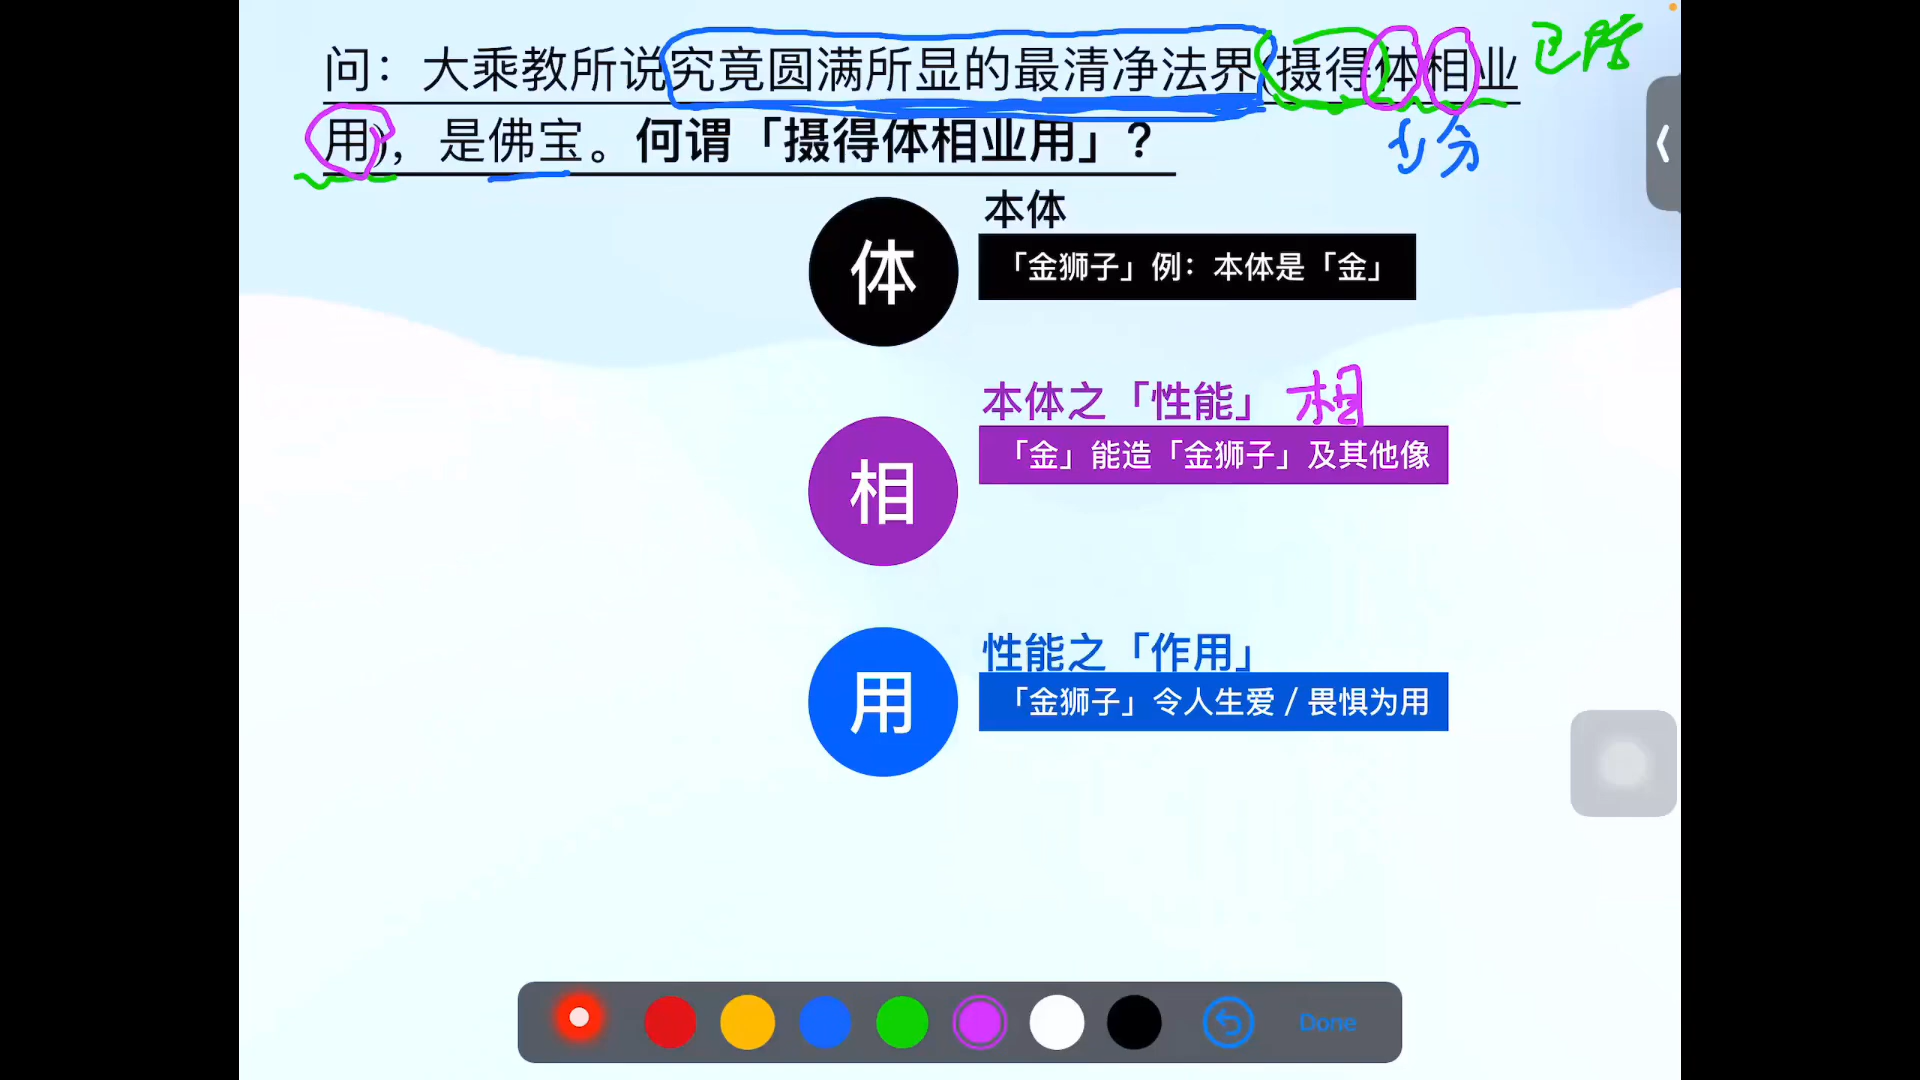 问：大乘教所说究竟圆满所显的最清净法界(摄得体相业
用)，是佛宝。何谓「摄得体相业用」？
体
本体
「金狮子」例：本体是「金」
相
本体之「性能」 相
「金」能造「金狮子」及其他像
用
性能之「作用」
「金狮子」令人生爱 / 畏惧为用
Done